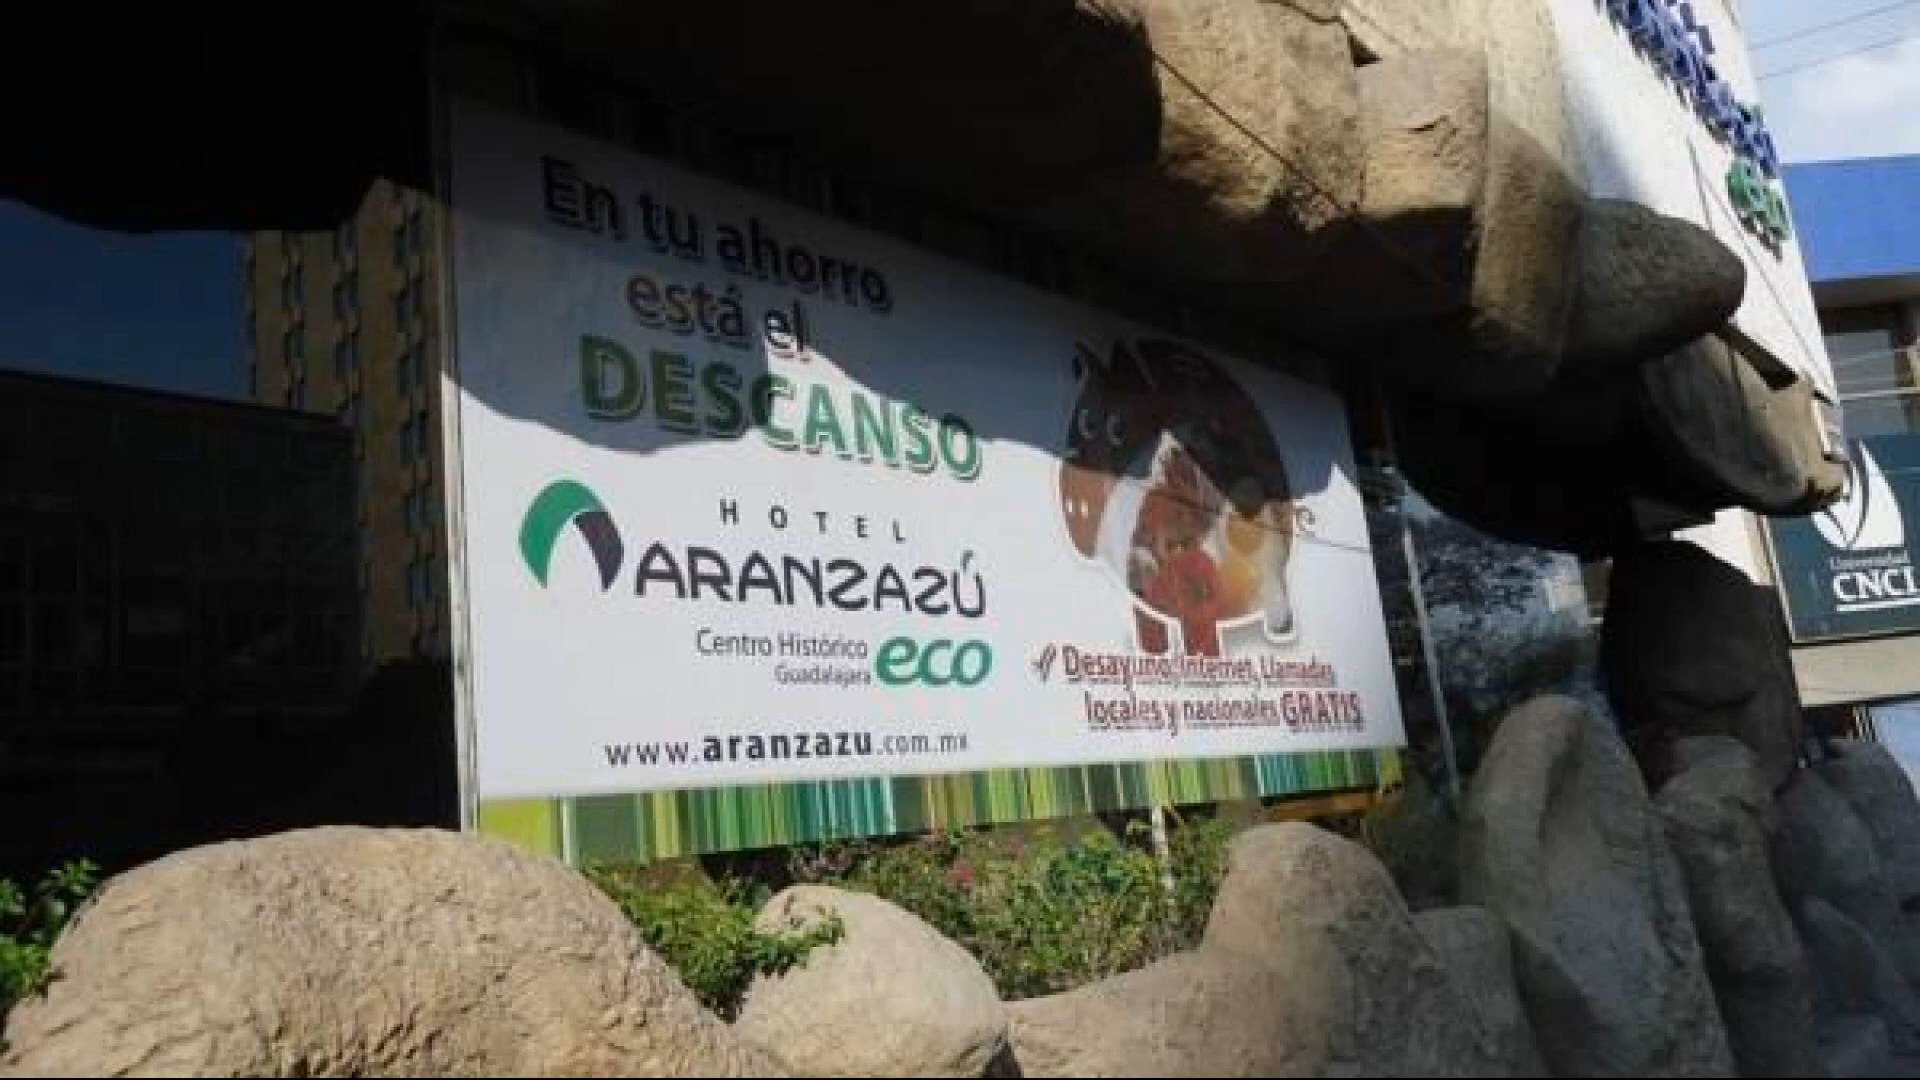 En tu ahorro
está el
DESCANSO
HOTEL
ARANZAZÚ
Centro Histórico
Guadalajara
eco
www.aranzazu.com.mx
Desayuno, Internet, Llamadas
locales y nacionales GRATIS
Universidad
CNCI